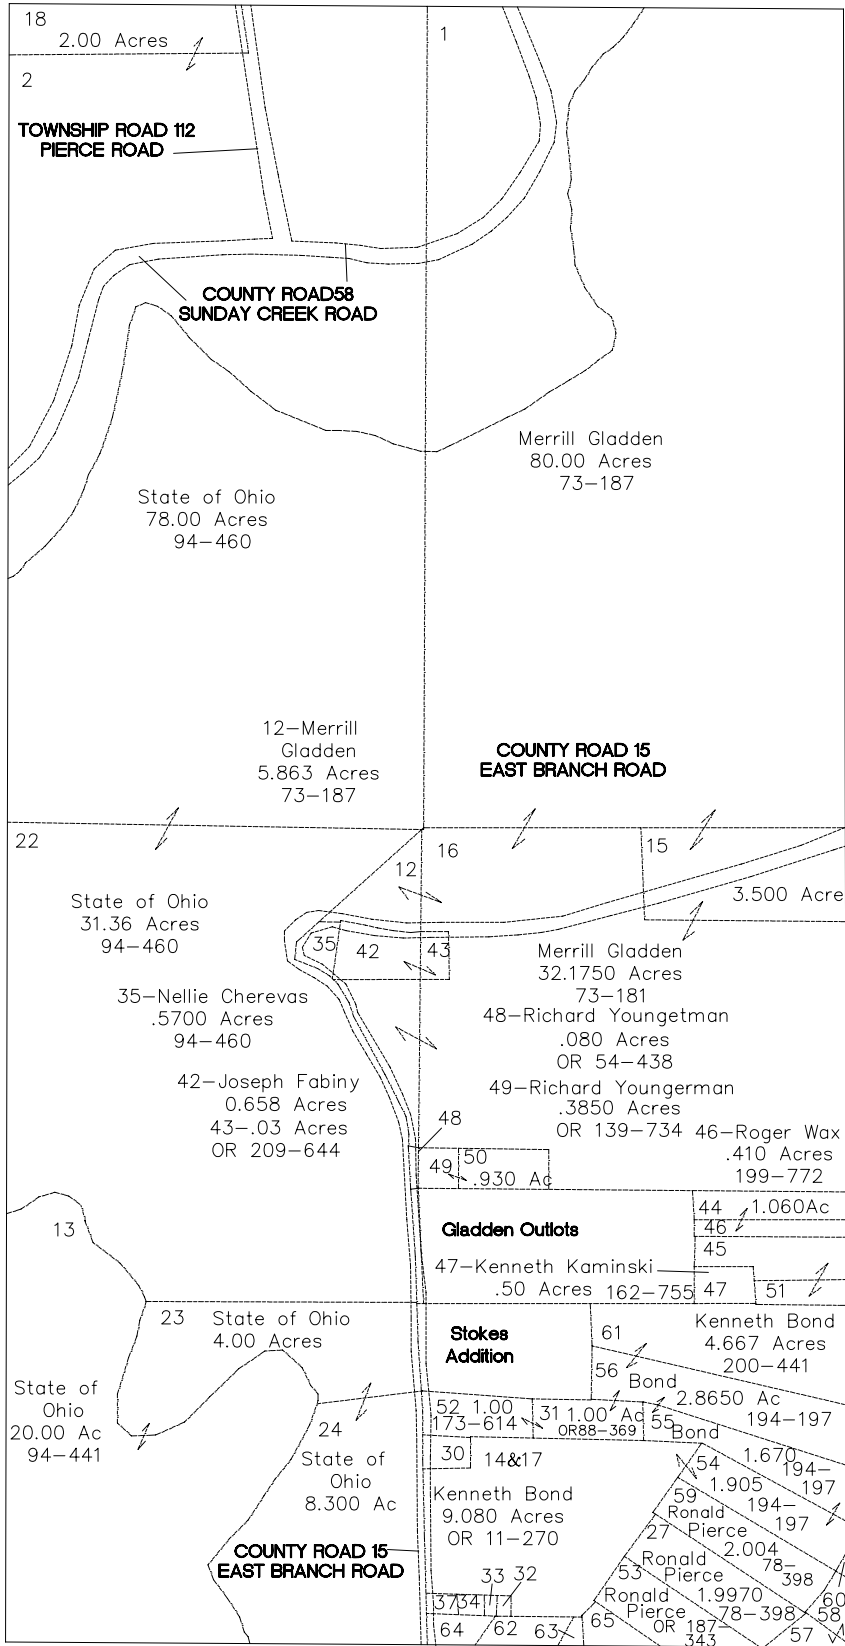 18
2.00 Acres
1
2
TOWNSHIP ROAD 112
PIERCE ROAD
COUNTY ROAD58
SUNDAY CREEK ROAD
Merrill Gladden
80.00 Acres
73-187
State of Ohio
78.00 Acres
94-460
12-Merrill
Gladden
5.863 Acres
73-187
COUNTY ROAD 15
EAST BRANCH ROAD
22
16
15
12
3.500 Acre
State of Ohio
31.36 Acres
94-460
35
42
43
Merrill Gladden
32.1750 Acres
73-181
35-Nellie Cherevas
.5700 Acres
94-460
48-Richard Youngetman
.080 Acres
OR 54-438
42-Joseph Fabiny
0.658 Acres
43-.03 Acres
OR 209-644
49-Richard Youngerman
.3850 Acres
OR 139-734
46-Roger Wax
.410 Acres
199-772
48
49
50
.930 Ac
44
1.060Ac
46
45
13
Gladden Outlots
47-Kenneth Kaminski
.50 Acres 162-755
47
51
23
State of Ohio
4.00 Acres
Stokes
Addition
61
Kenneth Bond
4.667 Acres
200-441
56
Bond
2.8650 Ac
194-197
State of
Ohio
20.00 Ac
94-441
52 1.00
173-614
31 1.00 Ac
OR88-369
55
Bond
24
State of
Ohio
8.300 Ac
30
14&17
54
1.670
194-
197
Kenneth Bond
9.080 Acres
OR 11-270
59
1.905
194-
197
Ronald
Pierce
27
2.004
78-
398
Ronald
Pierce
53
1.9970
78-398
Ronald
Pierce
OR 187-
343
COUNTY ROAD 15
EAST BRANCH ROAD
33
32
37
34
60
58
65
64
62
63
57